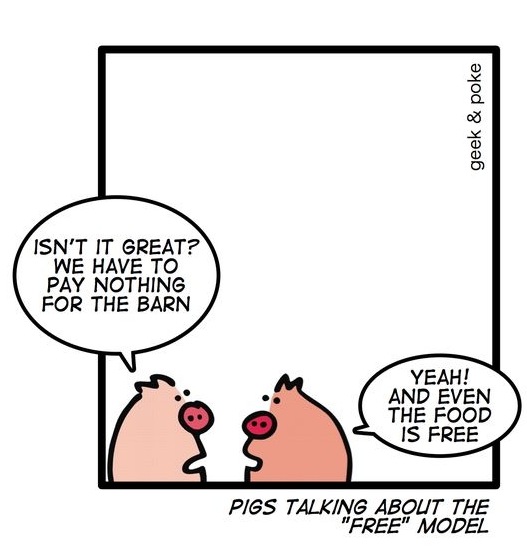 geek & poke
ISN'T IT GREAT?
WE HAVE TO
PAY NOTHING
FOR THE BARN
YEAH!
AND EVEN
THE FOOD
IS FREE
PIGS TALKING ABOUT THE
"FREE" MODEL